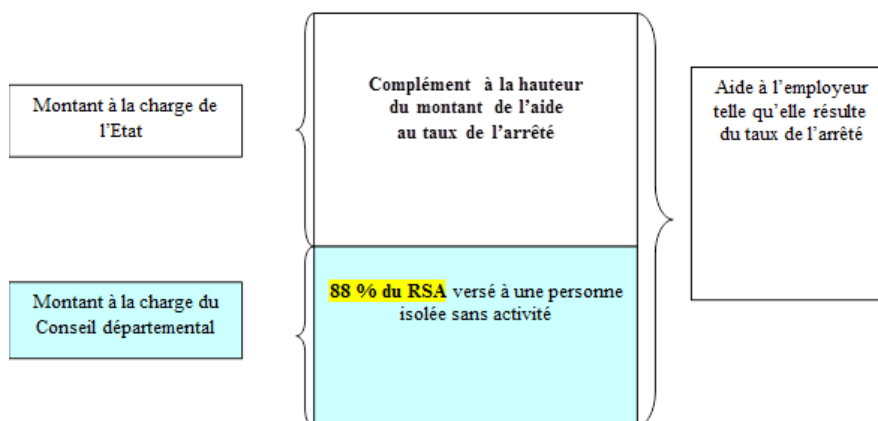 Montant à la charge de
l'Etat
Complément à la hauteur
du montant de l'aide
au taux de l'arrêté
Aide à l'employeur
telle qu'elle résulte
du taux de l'arrêté
Montant à la charge du
Conseil départemental
88 % du RSA versé à une personne
isolée sans activité